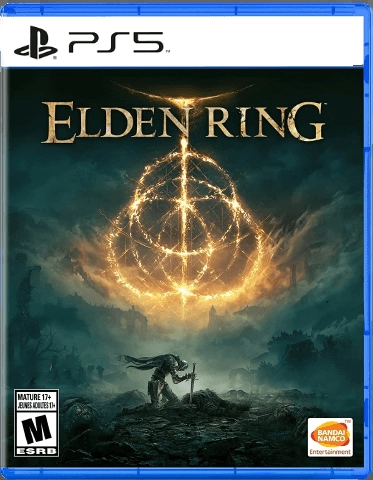 PS5
ELDEN RING
MATURE 17+
JEUNES ADULTES 17+
M
ESRB
BANDAI
NAMCO
Entertainment